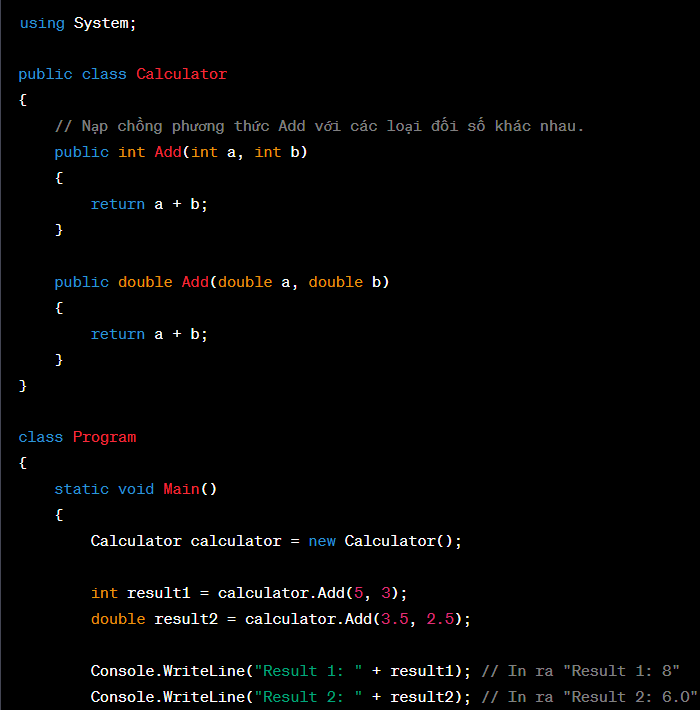 using System;
public class Calculator
{
    // Nạp chồng phương thức Add với các loại đối số khác nhau.
    public int Add(int a, int b)
    {
        return a + b;
    }
    public double Add(double a, double b)
    {
        return a + b;
    }
}
class Program
{
    static void Main()
    {
        Calculator calculator = new Calculator();
        int result1 = calculator.Add(5, 3);
        double result2 = calculator.Add(3.5, 2.5);
        Console.WriteLine("Result 1: " + result1); // In ra "Result 1: 8"
        Console.WriteLine("Result 2: " + result2); // In ra "Result 2: 6.0"